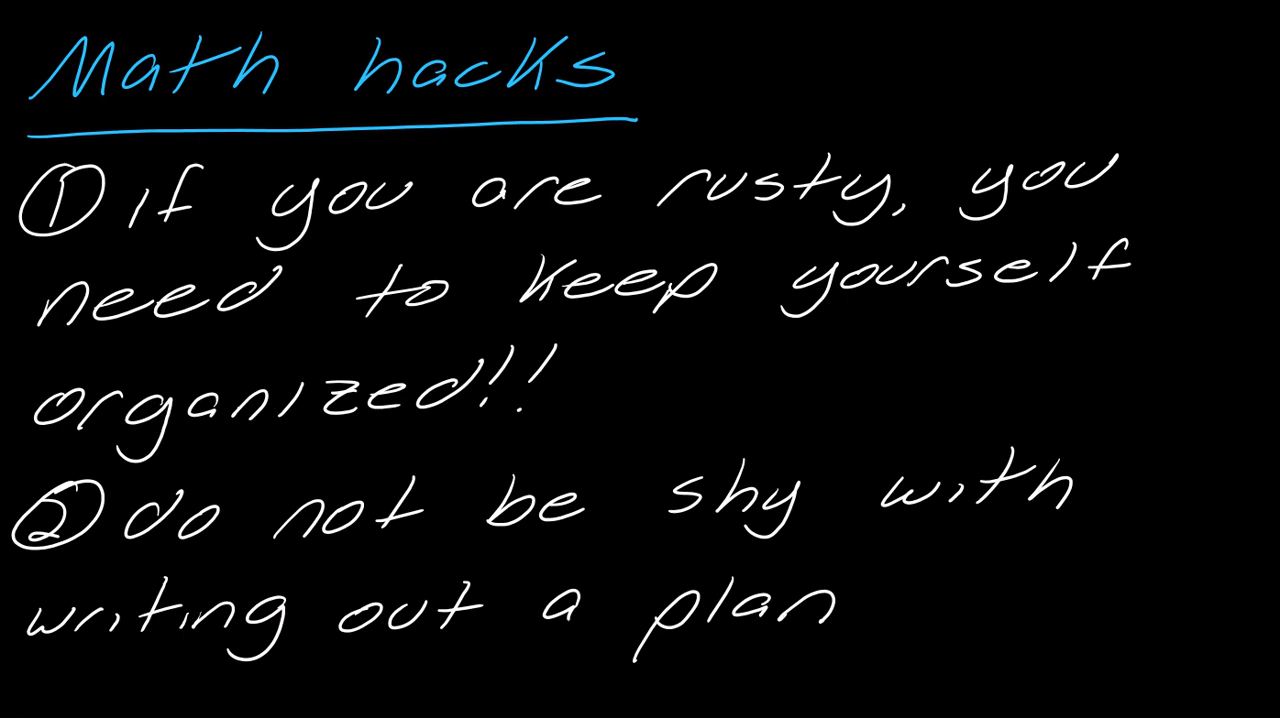 Math hacks
① if you are rusty, you
need to keep yourself
organized!!
② do not be shy with
writing out a plan